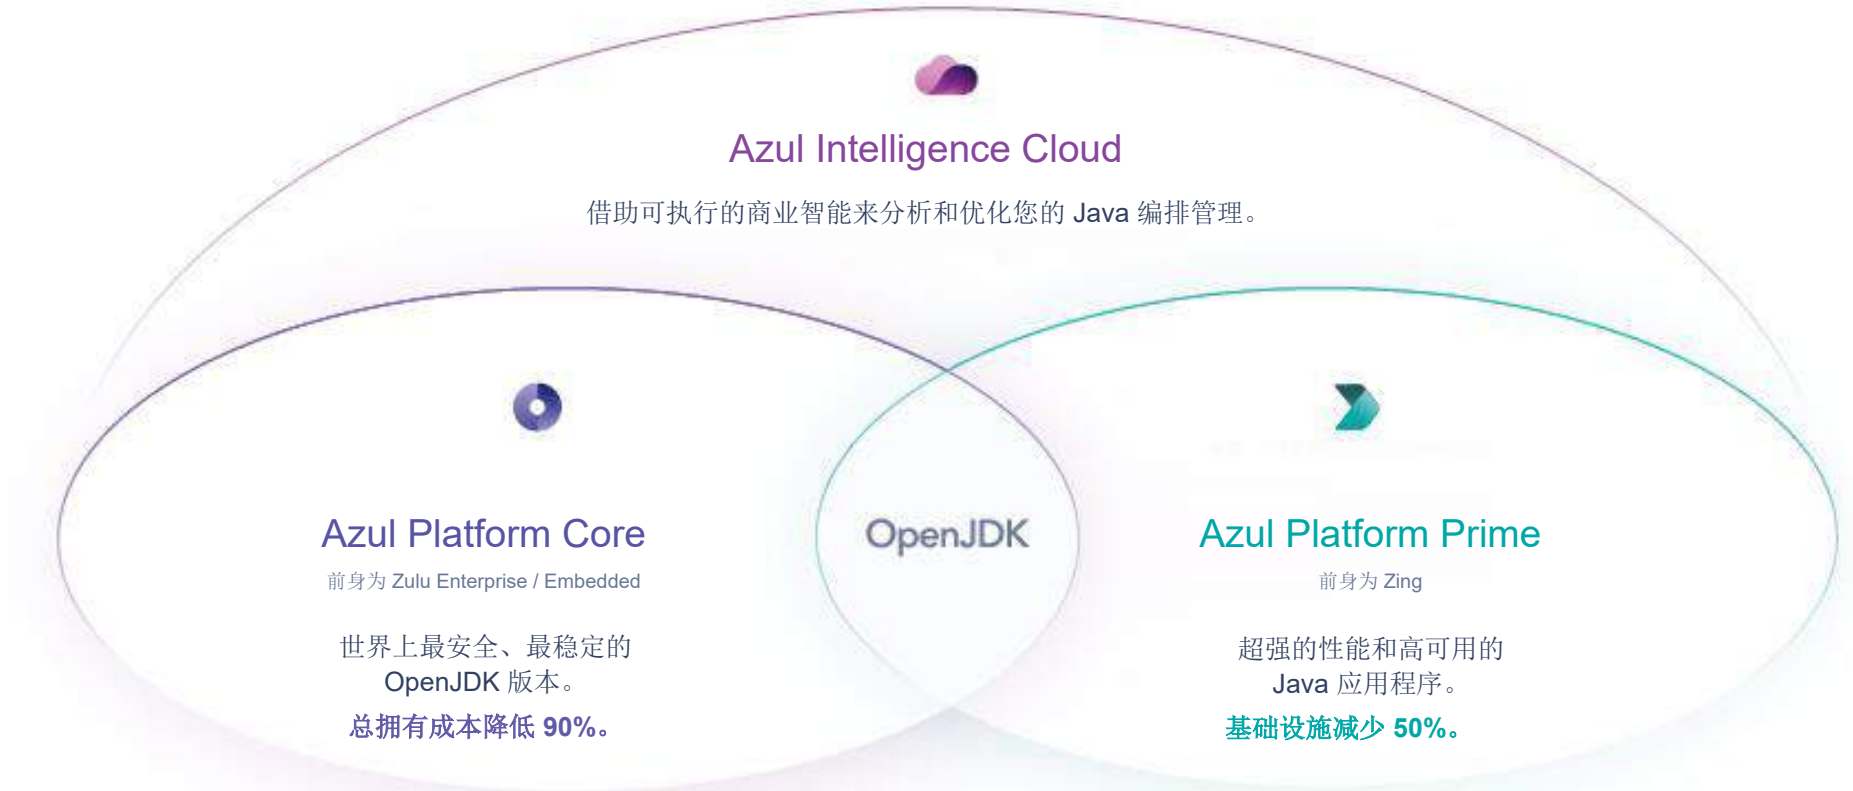 Azul Intelligence Cloud
借助可执行的商业智能来分析和优化您的 Java 编排管理。
Azul Platform Core
前身为 Zulu Enterprise / Embedded
世界上最安全、最稳定的
OpenJDK 版本。
总拥有成本降低 90%。
OpenJDK
Azul Platform Prime
前身为 Zing
超强的性能和高可用的
Java 应用程序。
基础设施减少 50%。